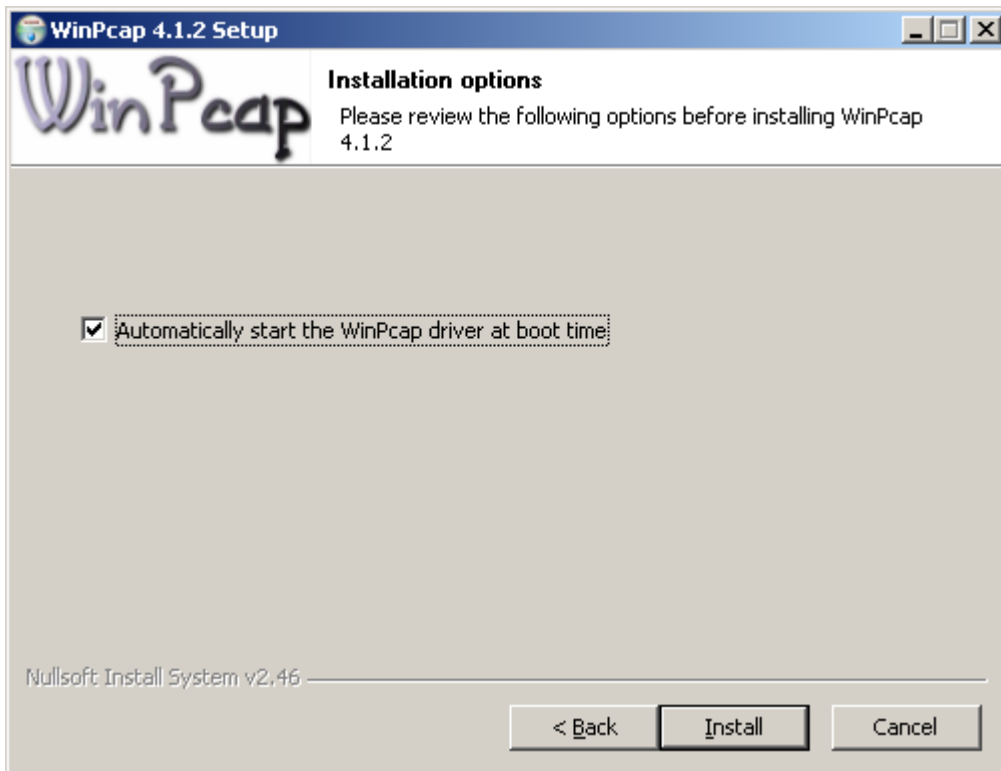 WinPcap 4.1.2 Setup
WinPcap
Installation options
Please review the following options before installing WinPcap
4.1.2
Automatically start the WinPcap driver at boot time
Nullsoft Install System v2.46
< Back
Install
Cancel